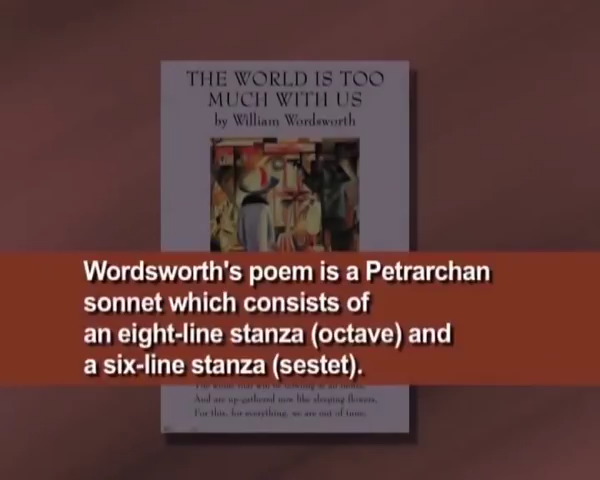 THE WORLD IS TOO
MUCH WITH US
by William Wordsworth
Wordsworth's poem is a Petrarchan
sonnet which consists of
an eight-line stanza (octave) and
a six-line stanza (sestet).
And are up-gathered now like sleeping flowers,
For this, for everything, we are out of tune,